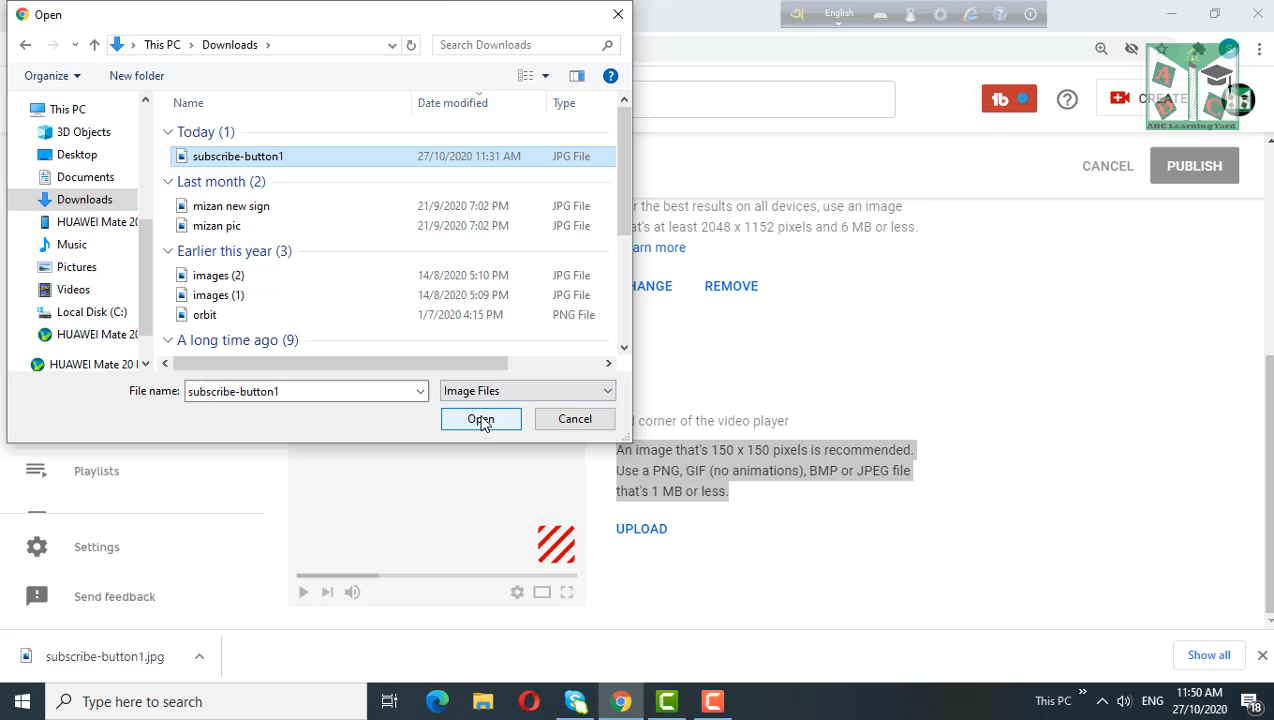 Open
English
This PC
Downloads
Search Downloads
Organize
New folder
Name
Date modified
Type
This PC
3D Objects
Desktop
Documents
Downloads
HUAWEI Mate 20
Music
Pictures
Videos
Local Disk (C:)
HUAWEI Mate 20
HUAWEI Mate 20
Today (1)
subscribe-button1 27/10/2020 11:31 AM JPG File
Last month (2)
mizan new sign 21/9/2020 7:02 PM JPG File
mizan pic 21/9/2020 7:02 PM JPG File
Earlier this year (3)
images (2) 14/8/2020 5:10 PM JPG File
images (1) 14/8/2020 5:09 PM JPG File
orbit 1/7/2020 4:15 PM PNG File
A long time ago (9)
File name: subscribe-button1 Image Files
Open Cancel
CREATE
A
B
C
ABC Learning Yard
CANCEL PUBLISH
r the best results on all devices, use an image
at's at least 2048 x 1152 pixels and 6 MB or less.
arn more
HANGE REMOVE
d corner of the video player
An image that's 150 x 150 pixels is recommended.
Use a PNG, GIF (no animations), BMP or JPEG file
that's 1 MB or less.
UPLOAD
Playlists
Settings
Send feedback
subscribe-button1.jpg
Show all
Type here to search
This PC
ENG
11:50 AM
27/10/2020
18